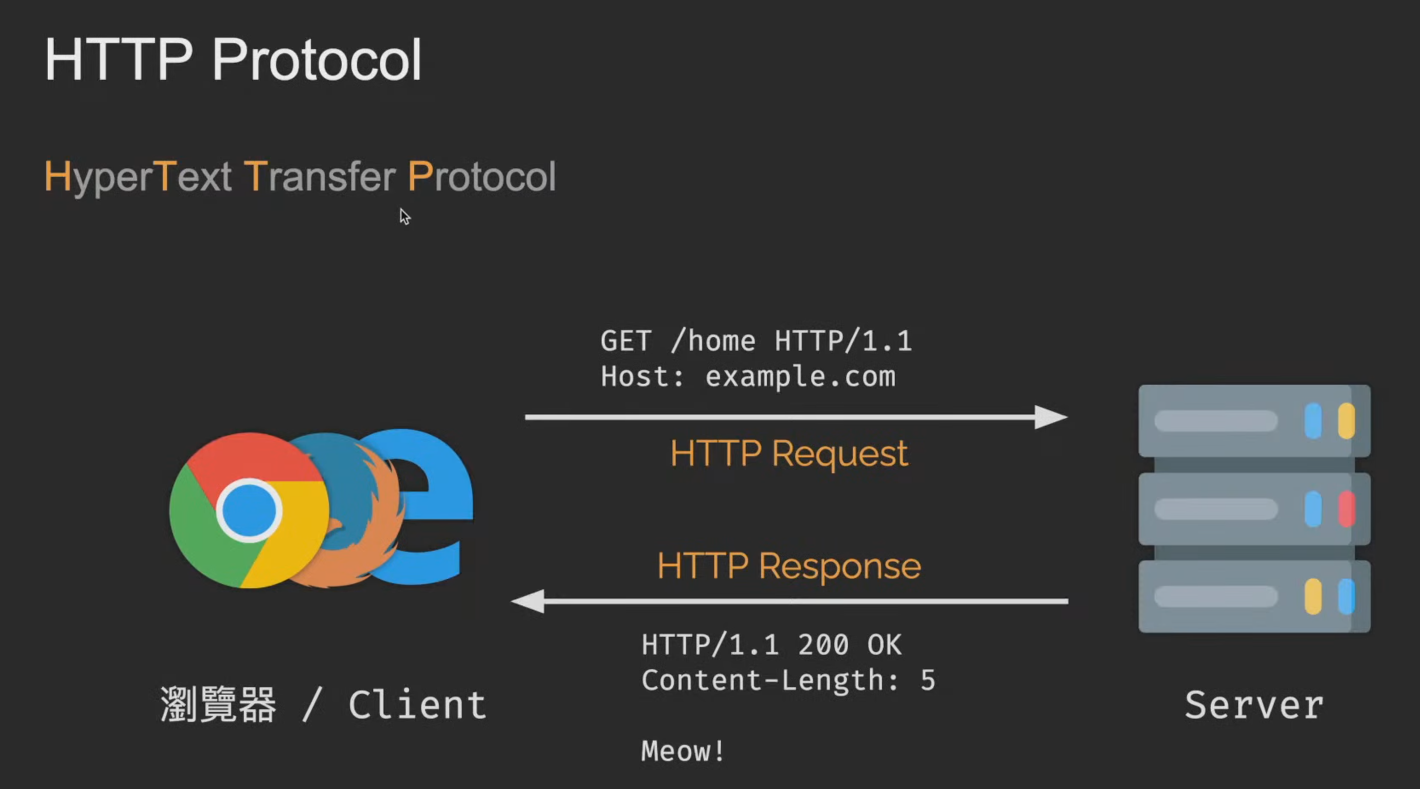 HTTP Protocol
HyperText Transfer Protocol
GET /home HTTP/1.1
Host: example.com
HTTP Request
HTTP Response
HTTP/1.1 200 OK
Content-Length: 5
Meow!
瀏覽器 / Client
Server